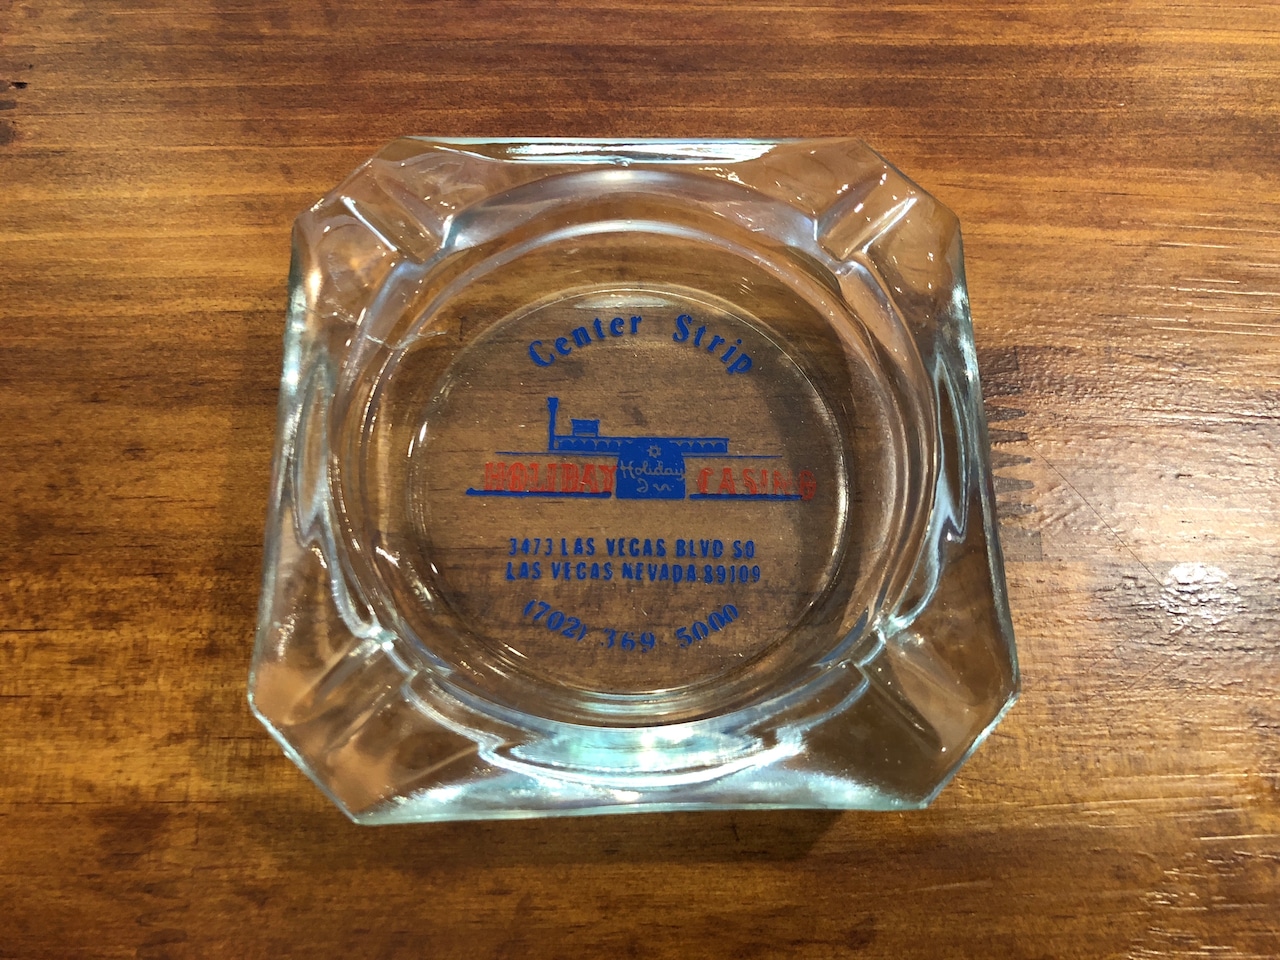 Center Strip
HOLIDAY Holiday Inn CASINO
3473 LAS VEGAS BLVD SO
LAS VEGAS NEVADA 89109
(702) 369 5000